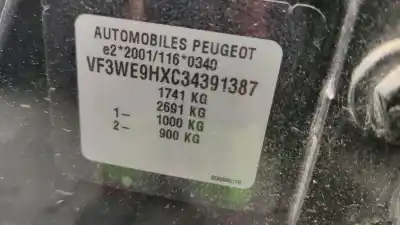 AUTOMOBILES PEUGEOT
e2*2001/116*0340
VF3WE9HXC34391387
1741 KG
2691 KG
1– 1000 KG
2– 900 KG